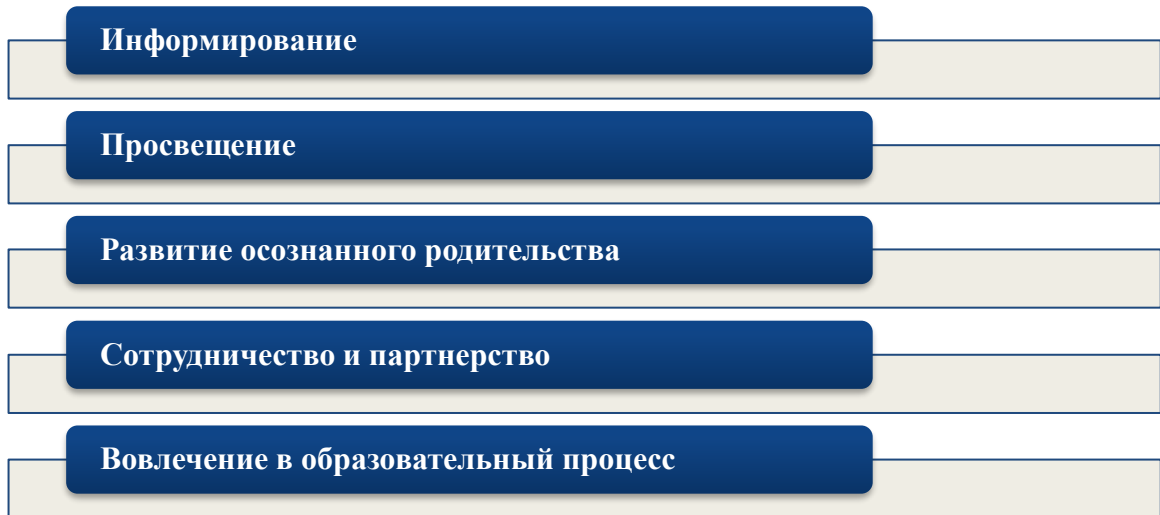 Информирование
Просвещение
Развитие осознанного родительства
Сотрудничество и партнерство
Вовлечение в образовательный процесс